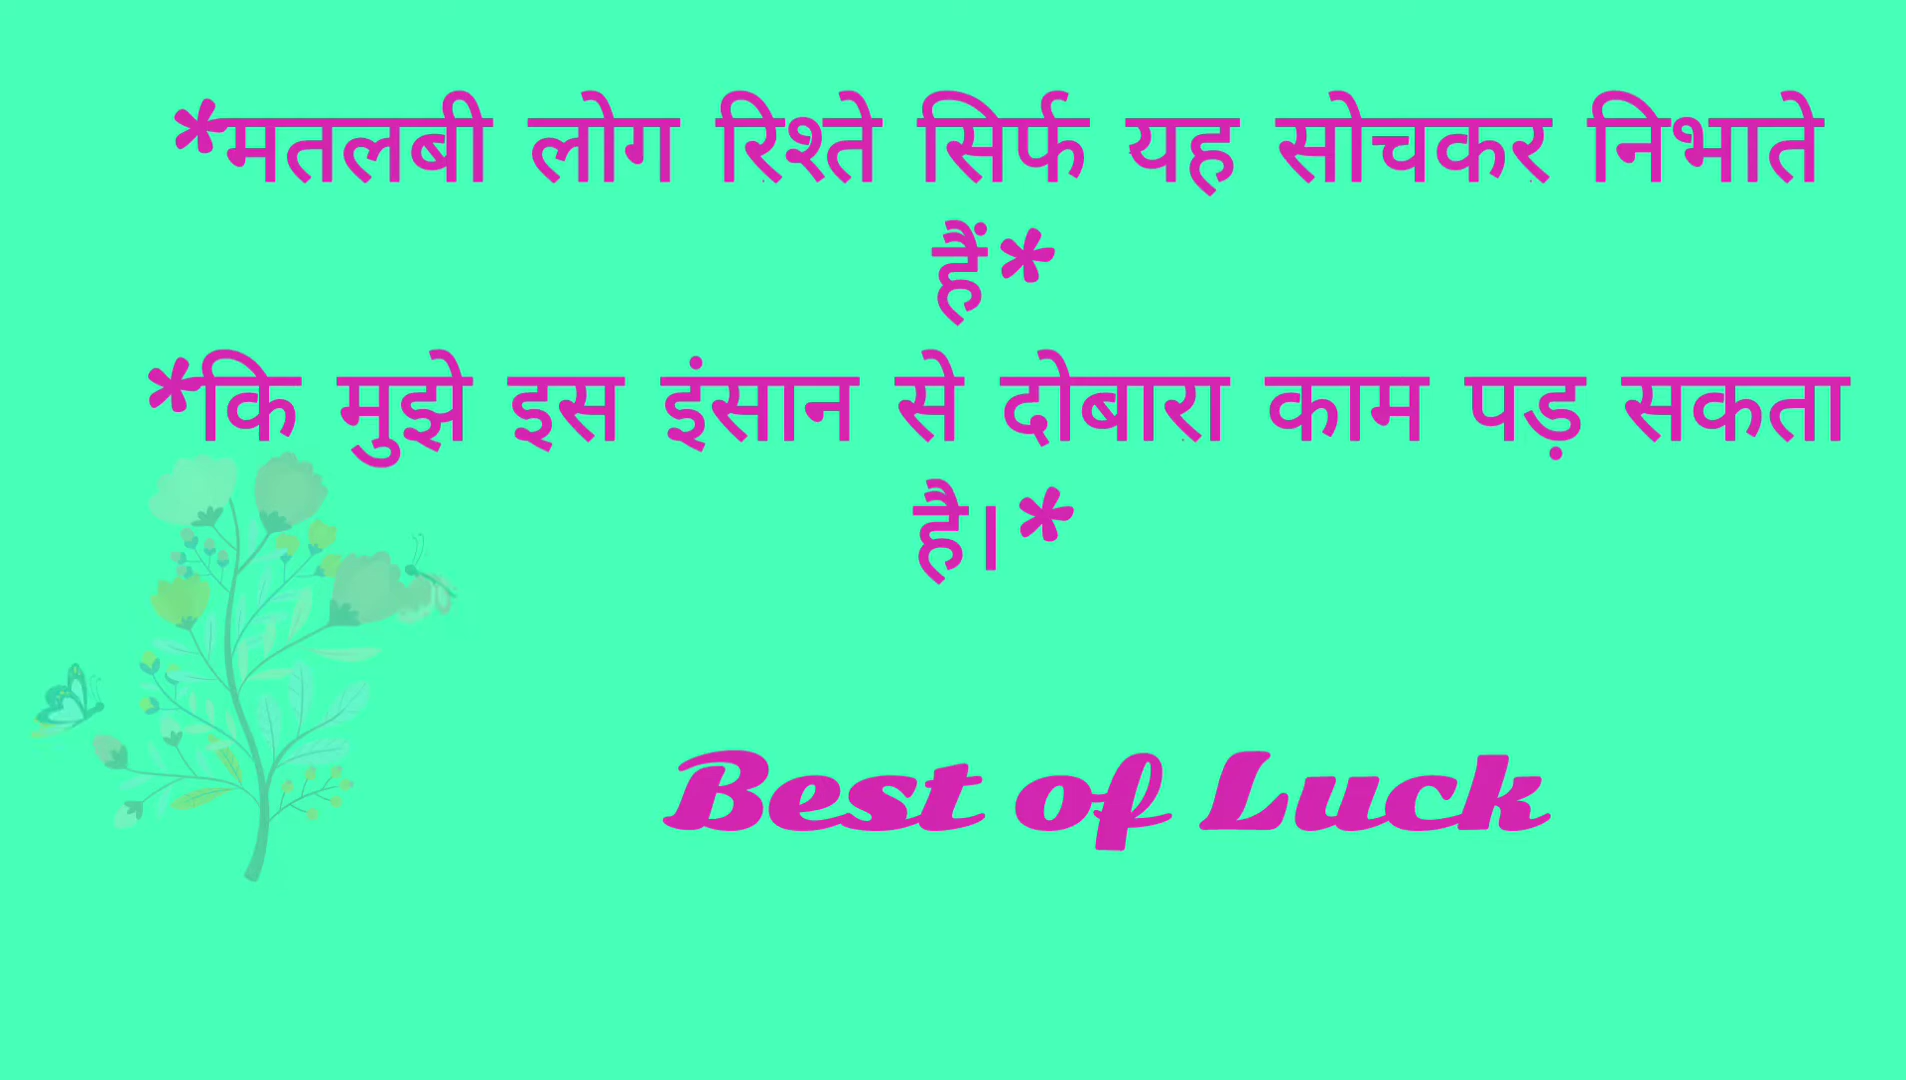 *मतलबी लोग रिश्ते सिर्फ यह सोचकर निभाते
हैं*
*कि मुझे इस इंसान से दोबारा काम पड़ सकता
है।*
Best of Luck